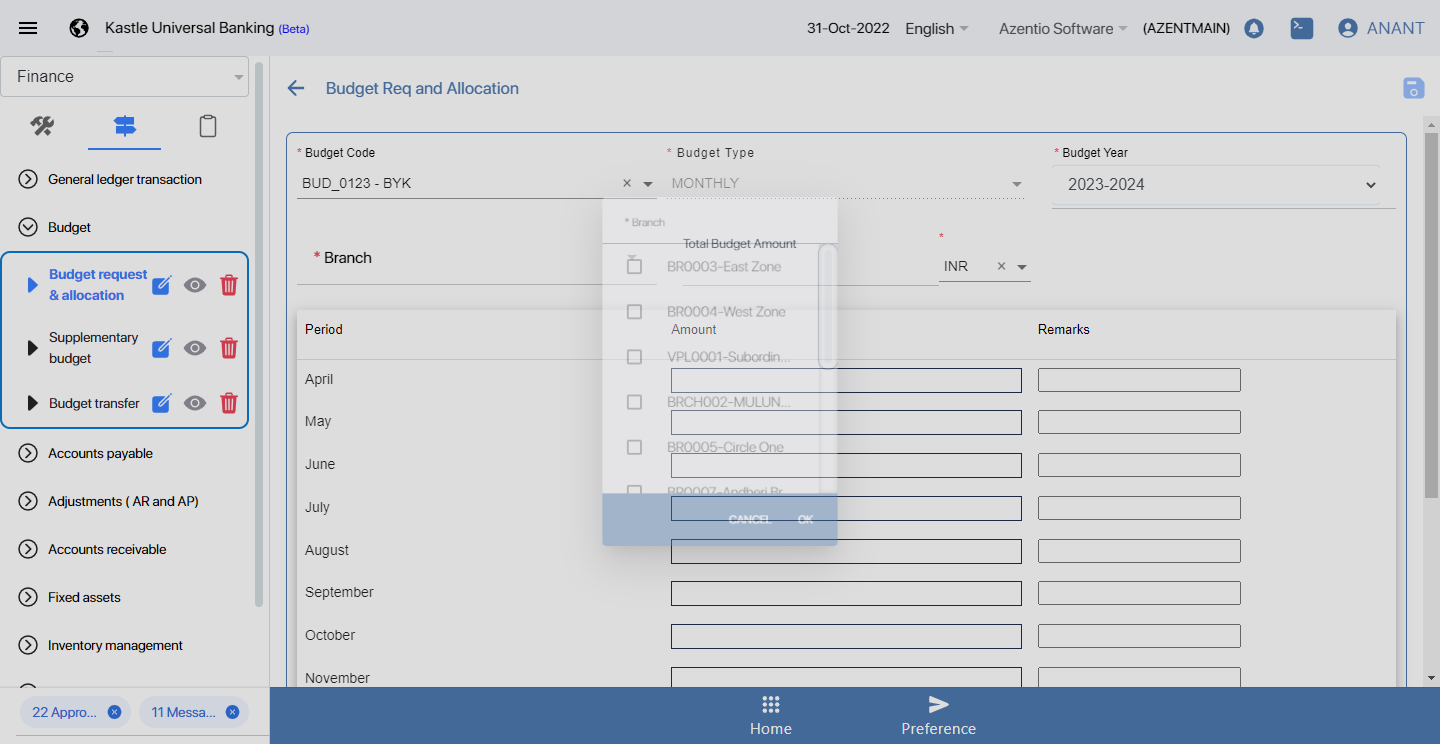 Kastle Universal Banking (Beta)
31-Oct-2022 English Azentio Software (AZENTMAIN) ANANT
Finance
Budget Req and Allocation
General ledger transaction
Budget
Budget request
& allocation
Supplementary
budget
Budget transfer
Accounts payable
Adjustments ( AR and AP)
Accounts receivable
Fixed assets
Inventory management
22 Appro...
11 Messa...
* Budget Code
* Budget Type
* Budget Year
BUD_0123 - BYK
MONTHLY
2023-2024
* Branch
Total Budget Amount
*
INR
Period
Amount
Remarks
April
May
June
July
August
September
October
November
* Branch
BR0003-East Zone
BR0004-West Zone
VPL0001-Subordin...
BRCH002-MULUN...
BR0005-Circle One
BR0007-Andheri Br
CANCEL OK
Home
Preference